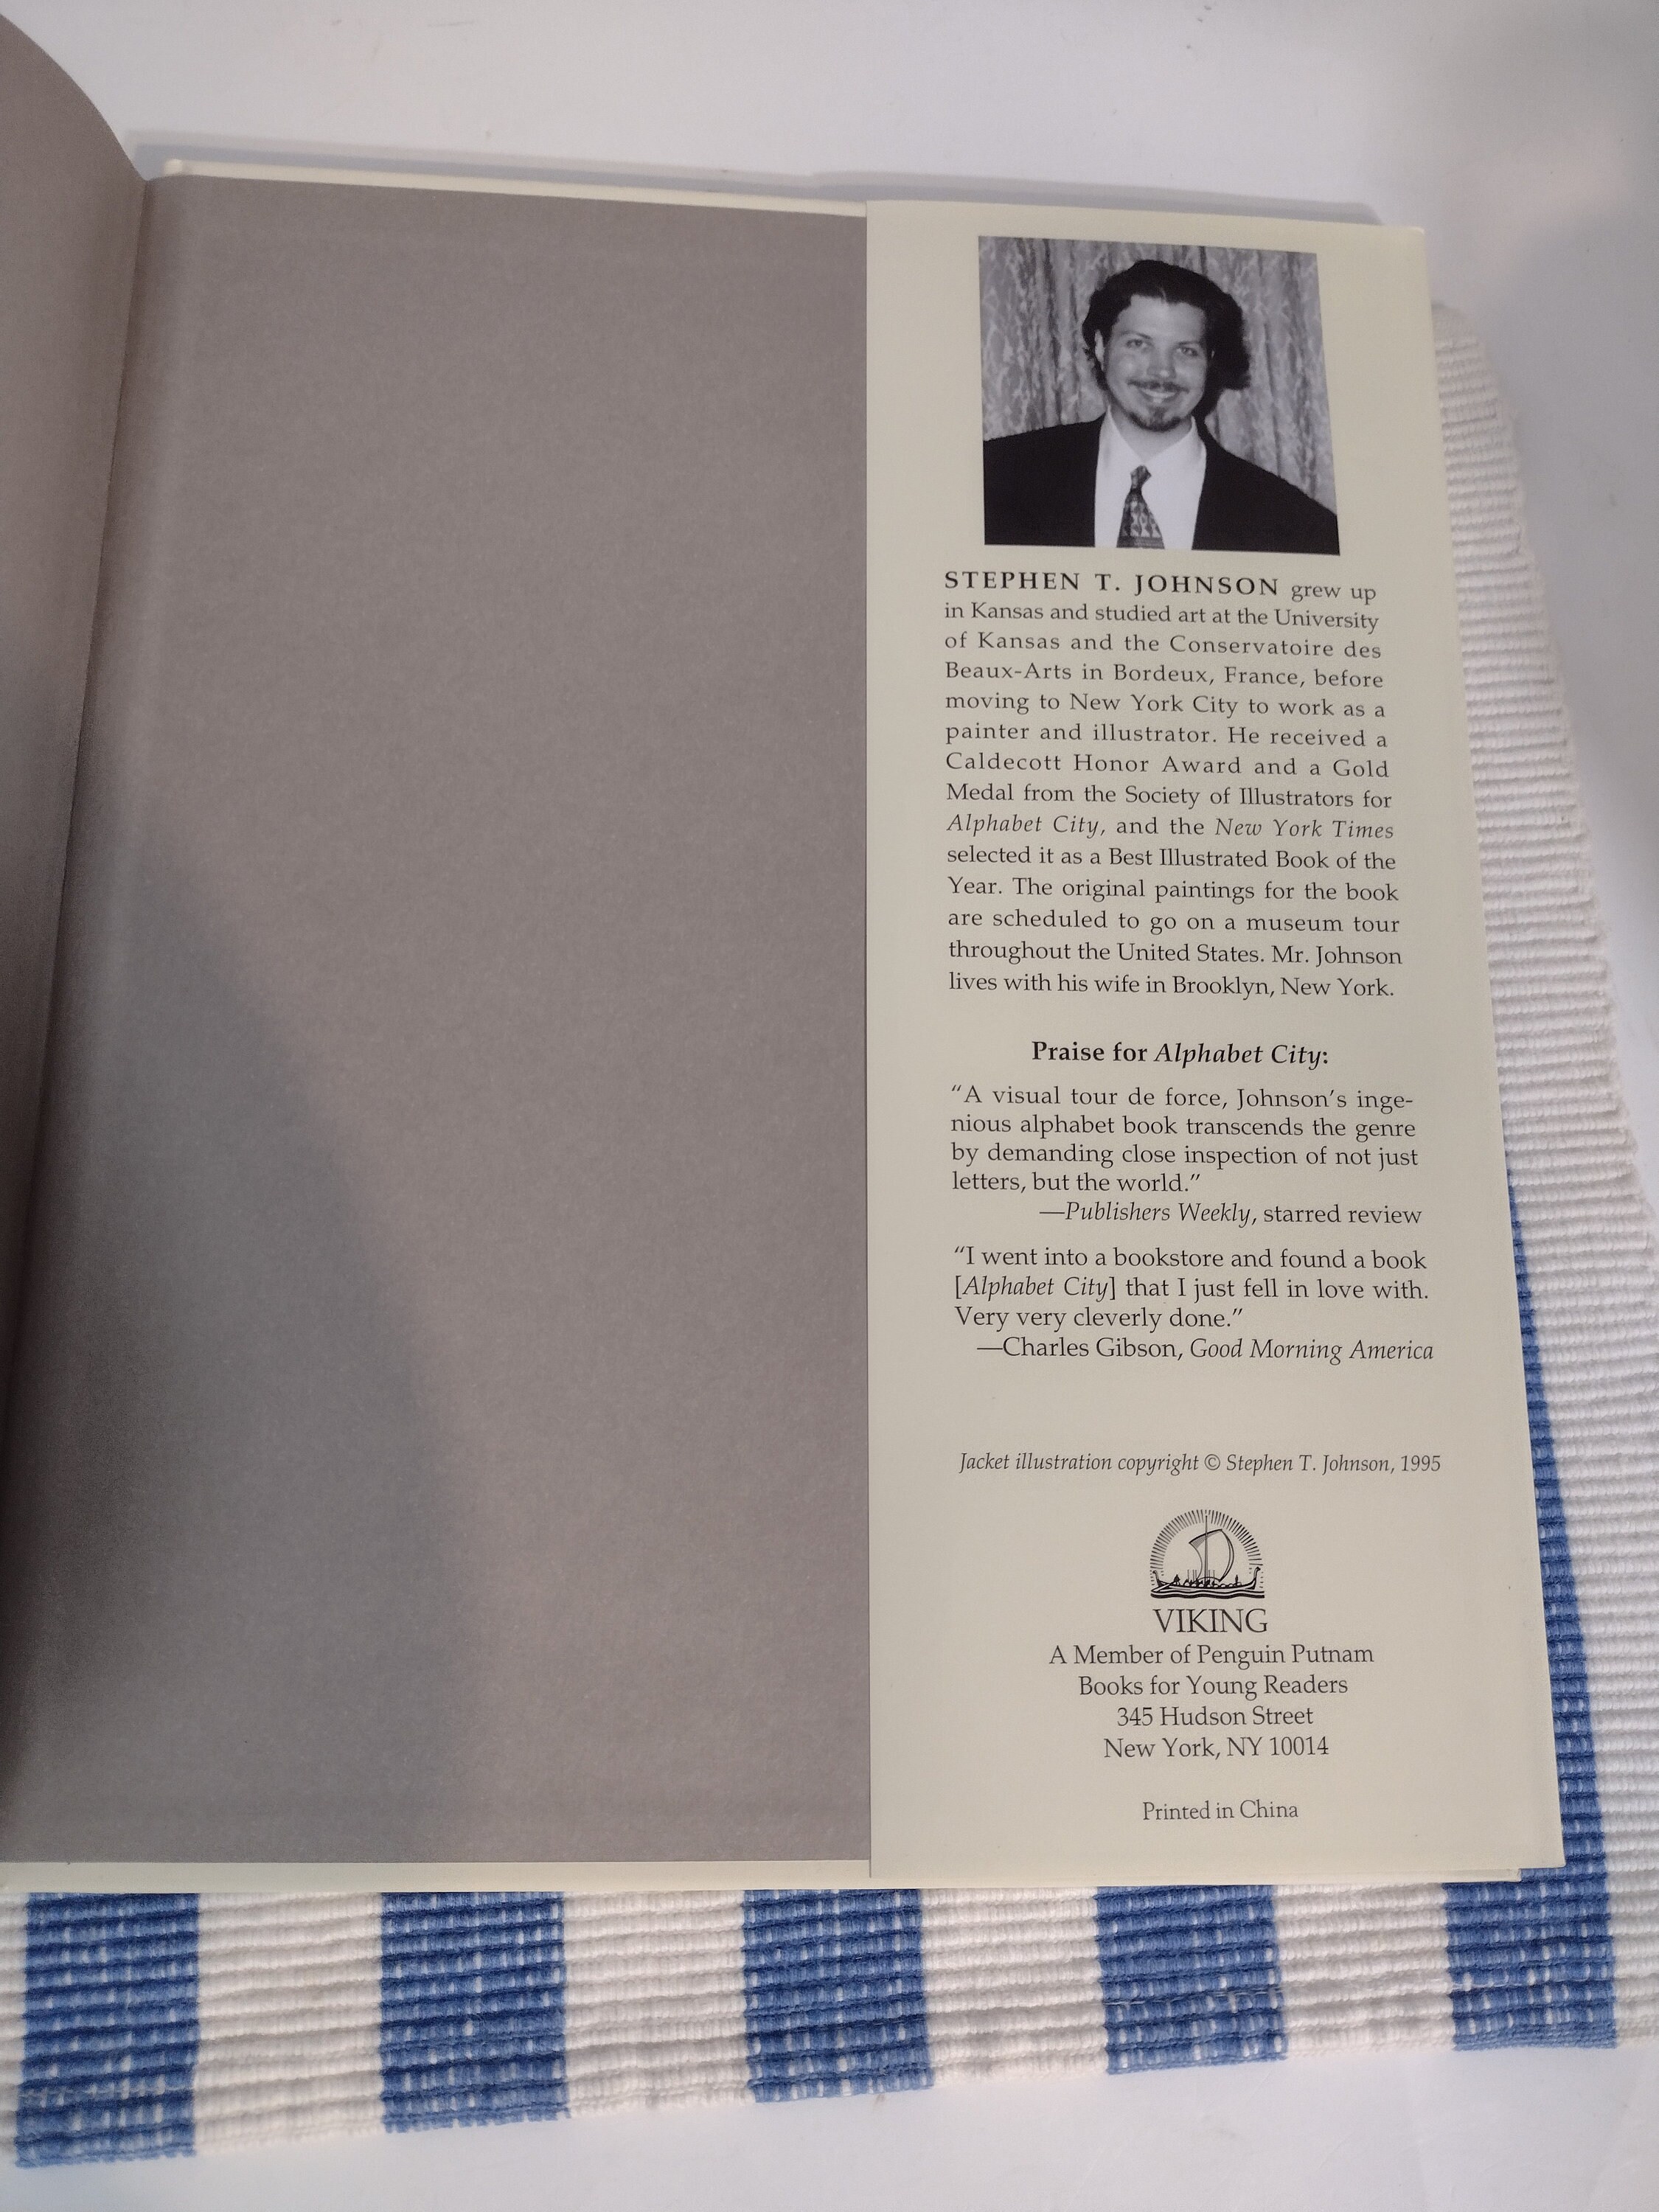 STEPHEN T. JOHNSON grew up
in Kansas and studied art at the University
of Kansas and the Conservatoire des
Beaux-Arts in Bordeux, France, before
moving to New York City to work as a
painter and illustrator. He received a
Caldecott Honor Award and a Gold
Medal from the Society of Illustrators for
Alphabet City, and the New York Times
selected it as a Best Illustrated Book of the
Year. The original paintings for the book
are scheduled to go on a museum tour
throughout the United States. Mr. Johnson
lives with his wife in Brooklyn, New York.
Praise for Alphabet City:
“A visual tour de force, Johnson’s inge-
nious alphabet book transcends the genre
by demanding close inspection of not just
letters, but the world.”
—Publishers Weekly, starred review
“I went into a bookstore and found a book
[Alphabet City] that I just fell in love with.
Very very cleverly done.”
—Charles Gibson, Good Morning America
Jacket illustration copyright © Stephen T. Johnson, 1995
VIKING
A Member of Penguin Putnam
Books for Young Readers
345 Hudson Street
New York, NY 10014
Printed in China